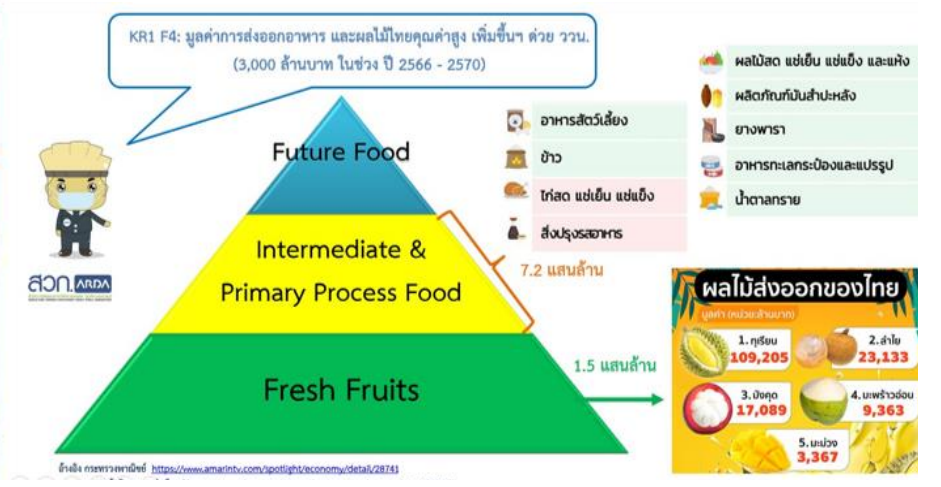 KR1 F4: มูลค่าการส่งออกอาหาร และผลไม้ไทยคุณค่าสูง เพิ่มขึ้นฯ ด้วย ววน.
(3,000 ล้านบาท ในช่วง ปี 2566 - 2570)
Future Food
Intermediate &
Primary Process Food
Fresh Fruits
สวก. ARDA
อาหารสัตว์เลี้ยง
ข้าว
ไก่สด แช่เย็น แช่แข็ง
สิ่งปรุงรสอาหาร
ผลไม้สด แช่เย็น แช่แข็ง และแห้ง
ผลิตภัณฑ์มันสำปะหลัง
ยางพารา
อาหารทะเลกระป๋องและแปรรูป
น้ำตาลทราย
7.2 แสนล้าน
1.5 แสนล้าน
ผลไม้ส่งออกของไทย
มูลค่า (หน่วย:ล้านบาท)
1. ทุเรียน
109,205
2. ลำไย
23,133
3. มังคุด
17,089
4. มะพร้าวอ่อน
9,363
5. มะม่วง
3,367
อ้างอิง กระทรวงพาณิชย์ https://www.amarintv.com/spotlight/economy/detail/28741